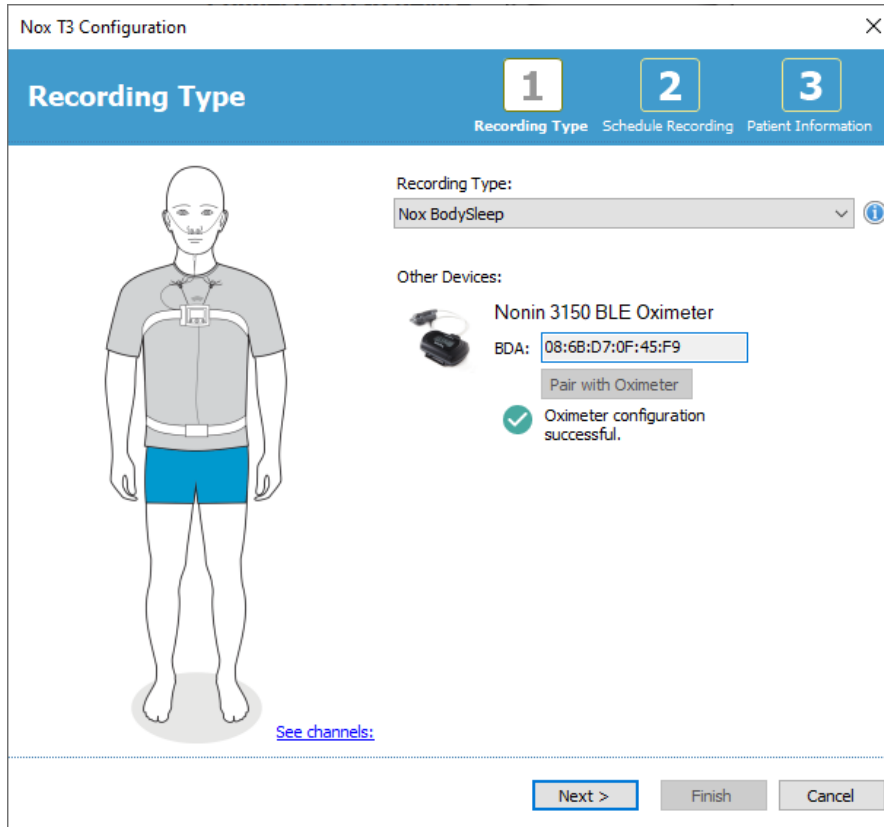 Nox T3 Configuration
Recording Type
1
Recording Type
2
Schedule Recording
3
Patient Information
Recording Type:
Nox BodySleep
Other Devices:
Nonin 3150 BLE Oximeter
BDA: 08:6B:D7:0F:45:F9
Pair with Oximeter
Oximeter configuration
successful.
See channels:
Next >
Finish
Cancel